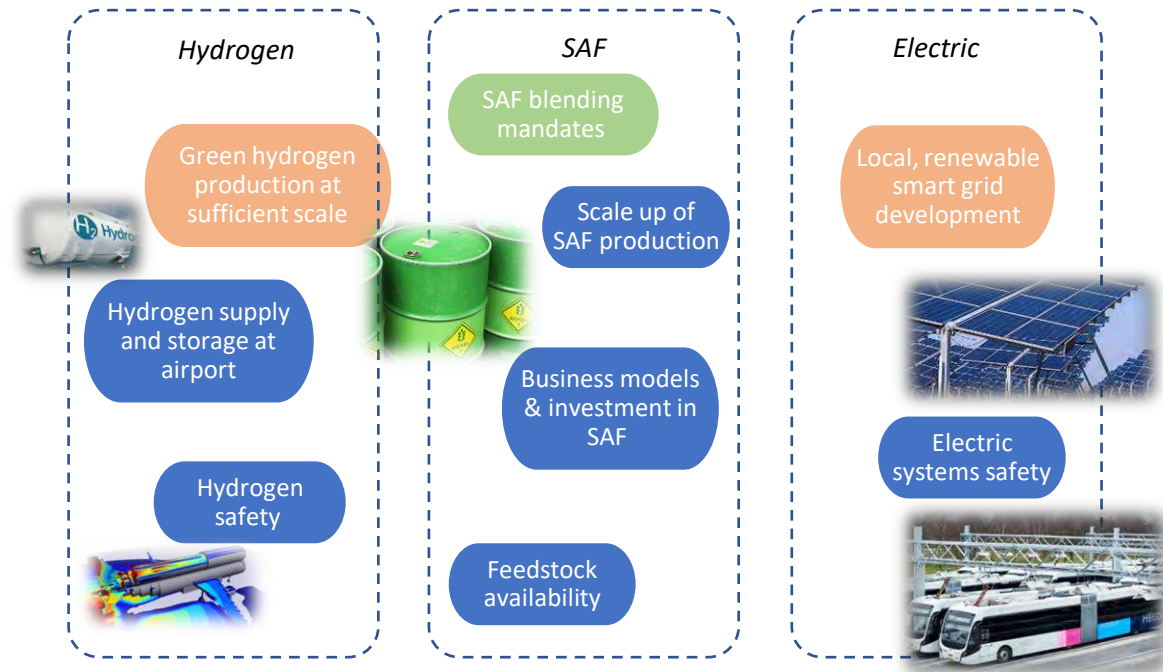 Hydrogen
Green hydrogen
production at
sufficient scale
H2 Hydro
Hydrogen supply
and storage at
airport
Hydrogen
safety
SAF
SAF blending
mandates
Scale up of
SAF production
Business models
& investment in
SAF
Feedstock
availability
Electric
Local, renewable
smart grid
development
Electric
systems safety